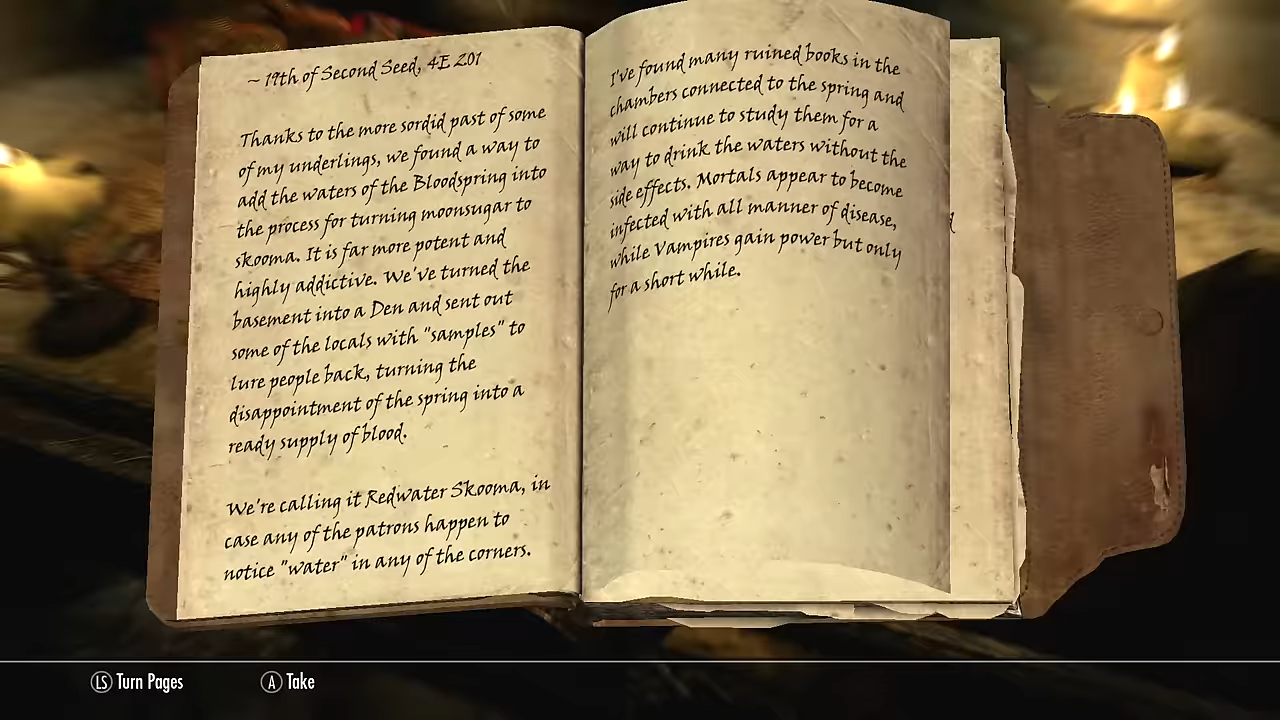 ~ 19th of Second Seed, 4E 201
Thanks to the more sordid past of some
of my underlings, we found a way to
add the waters of the Bloodspring into
the process for turning moonsugar to
skooma. It is far more potent and
highly addictive. We've turned the
basement into a Den and sent out
some of the locals with "samples" to
lure people back, turning the
disappointment of the spring into a
ready supply of blood.
We're calling it Redwater Skooma, in
case any of the patrons happen to
notice "water" in any of the corners.
I've found many ruined books in the
chambers connected to the spring and
will continue to study them for a
way to drink the waters without the
side effects. Mortals appear to become
infected with all manner of disease,
while Vampires gain power but only
for a short while.
LS Turn Pages
A Take